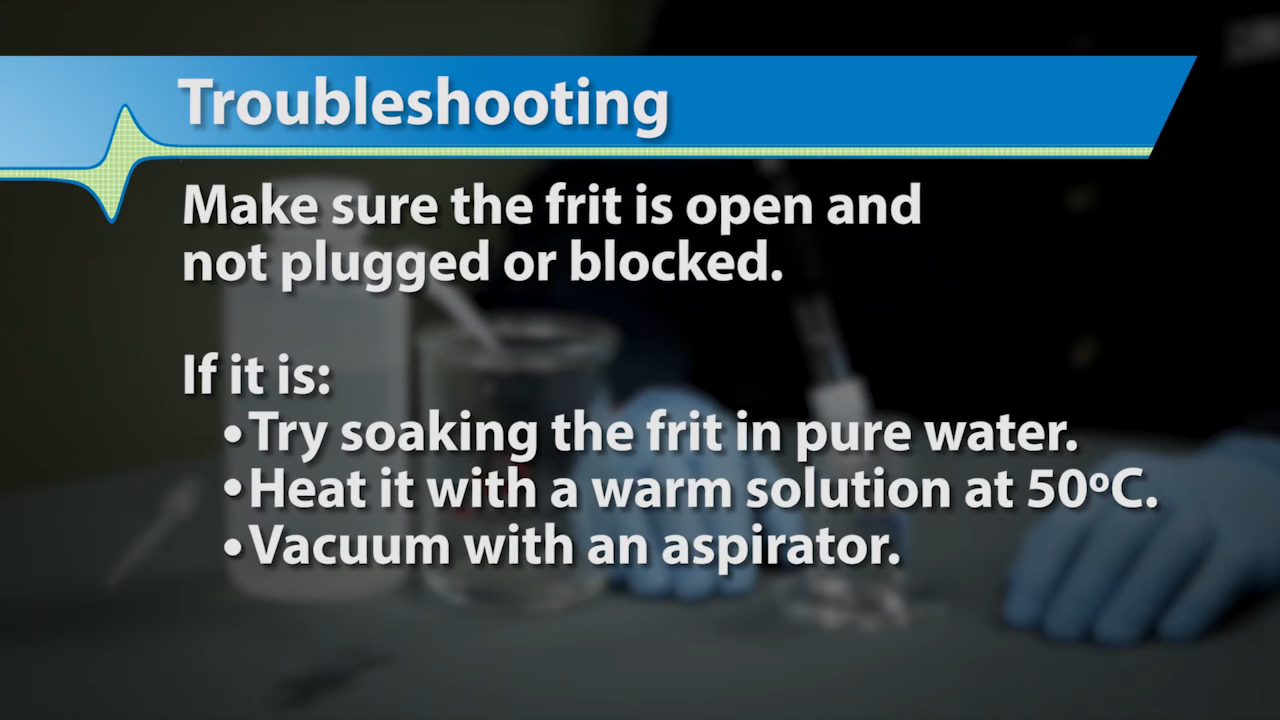 Troubleshooting
Make sure the frit is open and
not plugged or blocked.
If it is:
•Try soaking the frit in pure water.
•Heat it with a warm solution at 50ºC.
•Vacuum with an aspirator.